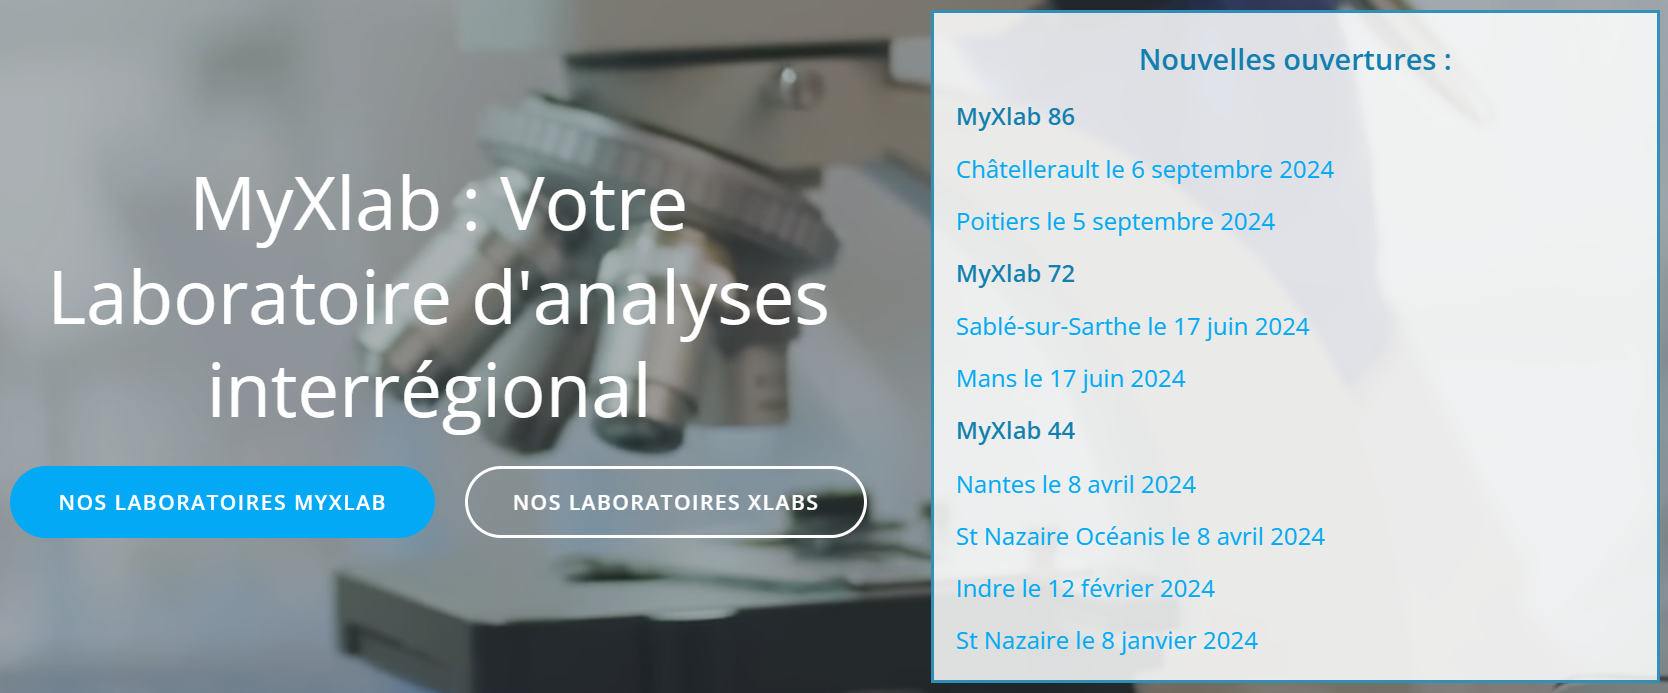 MyXlab : Votre
Laboratoire d'analyses
interrégional
NOS LABORATOIRES MYXLAB
NOS LABORATOIRES XLABS
Nouvelles ouvertures :
MyXlab 86
Châtellerault le 6 septembre 2024
Poitiers le 5 septembre 2024
MyXlab 72
Sablé-sur-Sarthe le 17 juin 2024
Mans le 17 juin 2024
MyXlab 44
Nantes le 8 avril 2024
St Nazaire Océanis le 8 avril 2024
Indre le 12 février 2024
St Nazaire le 8 janvier 2024